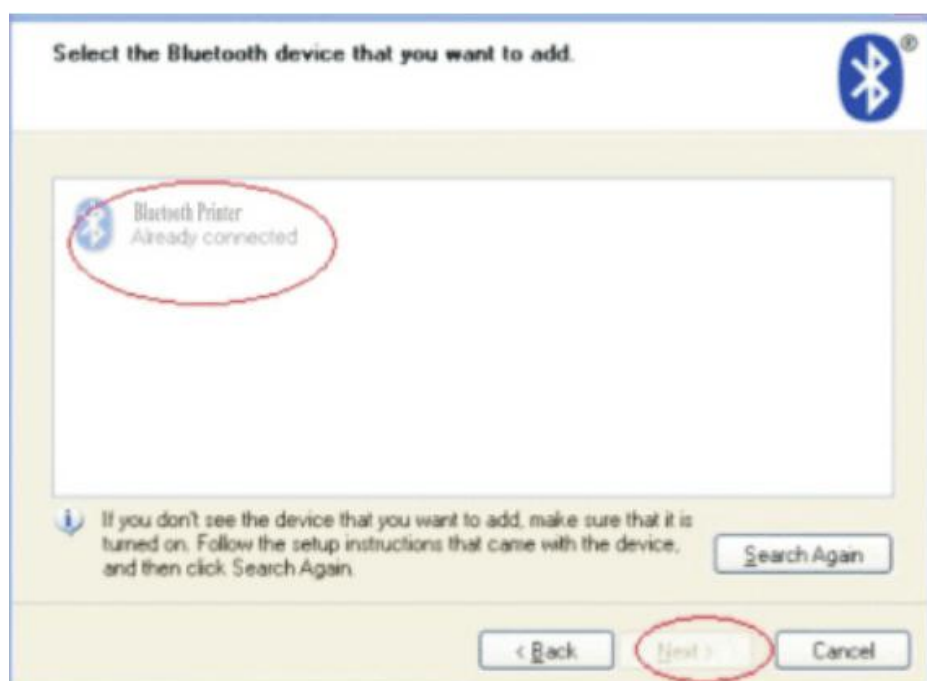 Select the Bluetooth device that you want to add.
®
Bluetooth Printer
Already connected
If you don't see the device that you want to add, make sure that it is
turned on. Follow the setup instructions that came with the device,
and then click Search Again.
Search Again
< Back
Next >
Cancel